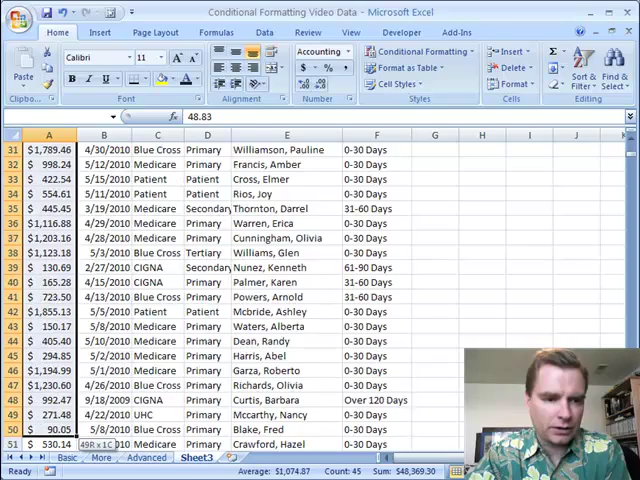 Conditional Formatting Video Data - Microsoft Excel
Home Insert Page Layout Formulas Data Review View Developer Add-Ins
Paste Calibri 11 A A Accounting Conditional Formatting Insert Σ Sort & Filter Find & Select
B I U A $ % , Format as Table Delete
Cell Styles Format
Clipboard Font Alignment Number Styles Cells Editing
fx 48.83
A B C D E F G H I J K
31 $ 1,789.46 4/30/2010 Blue Cross Primary Williamson, Pauline 0-30 Days
32 $ 998.24 5/12/2010 Medicare Primary Francis, Amber 0-30 Days
33 $ 422.54 5/15/2010 Patient Patient Cross, Elmer 0-30 Days
34 $ 554.61 5/15/2010 Patient Patient Rios, Joy 0-30 Days
35 $ 445.45 3/19/2010 Medicare Secondary Thornton, Darrel 31-60 Days
36 $ 1,116.88 4/29/2010 Medicare Primary Warren, Erica 0-30 Days
37 $ 1,203.16 4/28/2010 Medicare Primary Cunningham, Olivia 0-30 Days
38 $ 1,123.18 5/3/2010 Blue Cross Tertiary Williams, Glen 0-30 Days
39 $ 130.69 2/27/2010 CIGNA Secondary Nunez, Kenneth 61-90 Days
40 $ 165.28 4/15/2010 CIGNA Primary Palmer, Karen 31-60 Days
41 $ 723.50 4/13/2010 Blue Cross Primary Powers, Arnold 31-60 Days
42 $ 1,855.13 5/5/2010 Patient Patient Mcbride, Ashley 0-30 Days
43 $ 150.17 5/8/2010 Medicare Primary Waters, Alberta 0-30 Days
44 $ 405.40 5/10/2010 Medicare Primary Dean, Randy 0-30 Days
45 $ 294.85 5/2/2010 Medicare Primary Harris, Abel 0-30 Days
46 $ 1,194.99 5/1/2010 Medicare Primary Garza, Roberto 0-30 Days
47 $ 1,230.60 4/26/2010 Blue Cross Primary Richards, Olivia 0-30 Days
48 $ 992.47 9/18/2009 CIGNA Primary Curtis, Barbara Over 120 Days
49 $ 271.48 4/22/2010 UHC Primary Mccarthy, Nancy 0-30 Days
50 $ 90.05 5/8/2010 Blue Cross Primary Blake, Fred 0-30 Days
51 $ 530.14 49R x 1C Medicare Primary Crawford, Hazel 0-30 Days
Basic More Advanced Sheet3
Ready Average: $1,074.87 Count: 45 Sum: $48,369.30